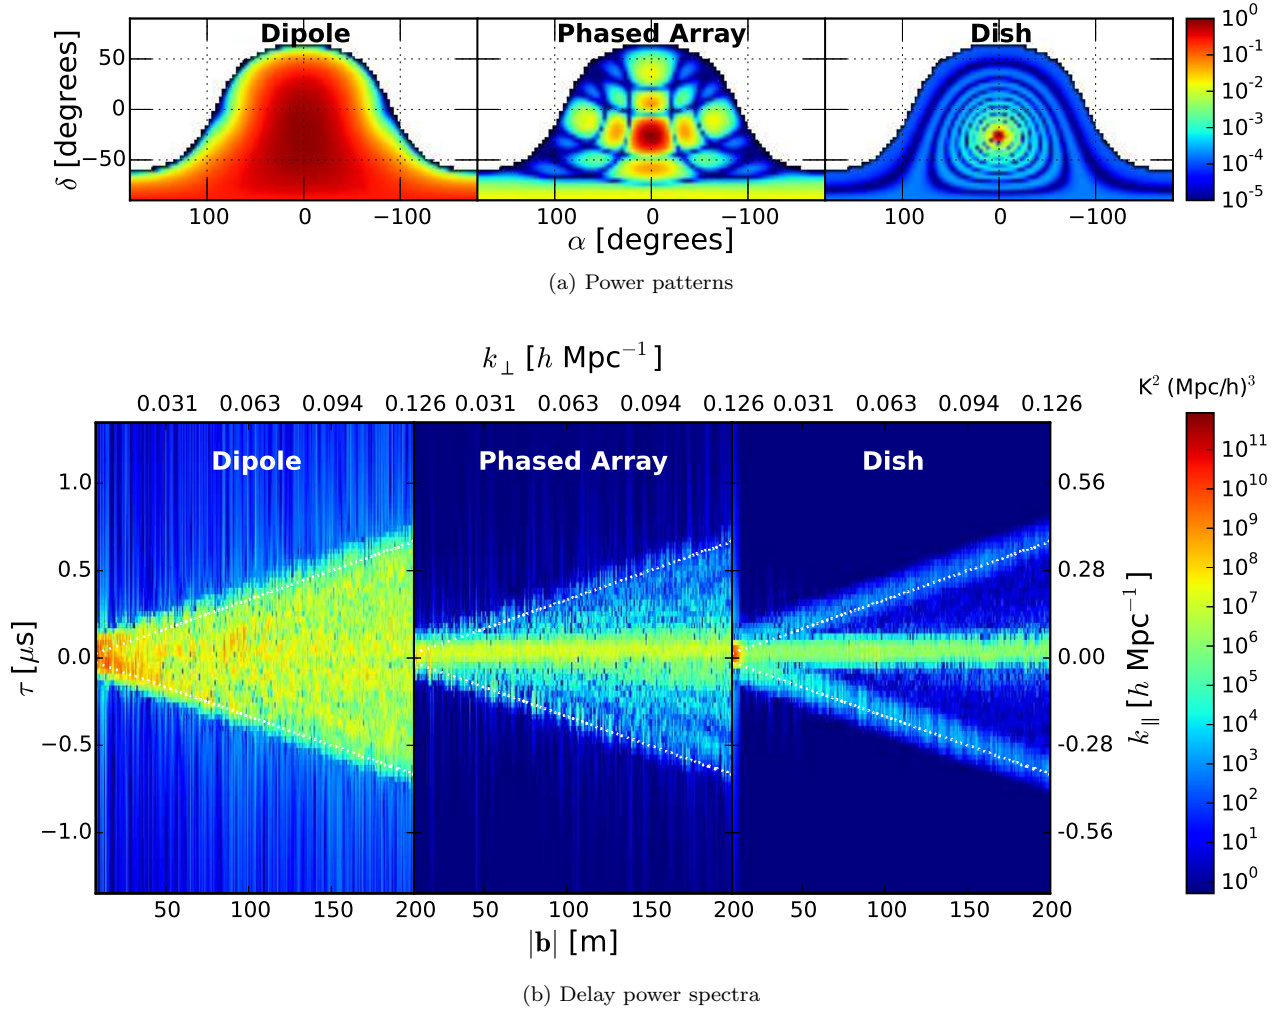 Dipole Phased Array Dish
δ [degrees]
50
0
−50
100 0 −100 100 0 −100 100 0 −100
α [degrees]
10^0
10^-1
10^-2
10^-3
10^-4
10^-5
(a) Power patterns
k⊥ [h Mpc^−1]
0.031 0.063 0.094 0.126 0.031 0.063 0.094 0.126 0.031 0.063 0.094 0.126
K^2 (Mpc/h)^3
Dipole Phased Array Dish
τ [μs]
1.0
0.5
0.0
−0.5
−1.0
0.56
0.28
0.00
-0.28
-0.56
k∥ [h Mpc^−1]
10^11
10^10
10^9
10^8
10^7
10^6
10^5
10^4
10^3
10^2
10^1
10^0
50 100 150 200 50 100 150 200 50 100 150 200
|b| [m]
(b) Delay power spectra